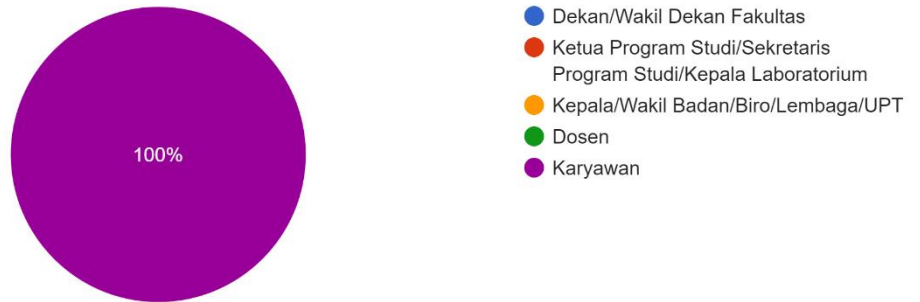 100%
Dekan/Wakil Dekan Fakultas
Ketua Program Studi/Sekretaris
Program Studi/Kepala Laboratorium
Kepala/Wakil Badan/Biro/Lembaga/UPT
Dosen
Karyawan